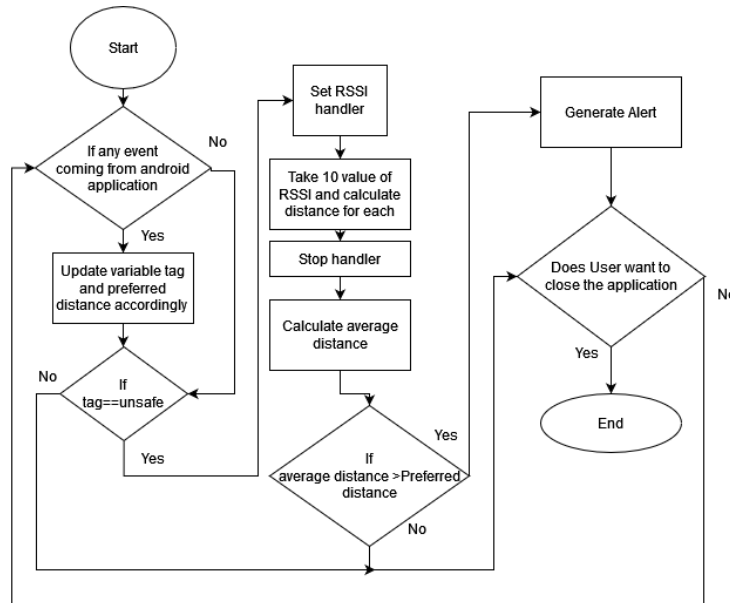 Start
If any event
coming from android
application
No
Yes
Update variable tag
and preferred
distance accordingly
If
tag==unsafe
No
Yes
Set RSSI
handler
Take 10 value of
RSSI and calculate
distance for each
Stop handler
Calculate average
distance
If
average distance >Preferred
distance
Yes
No
Generate Alert
Does User want to
close the application
No
Yes
End